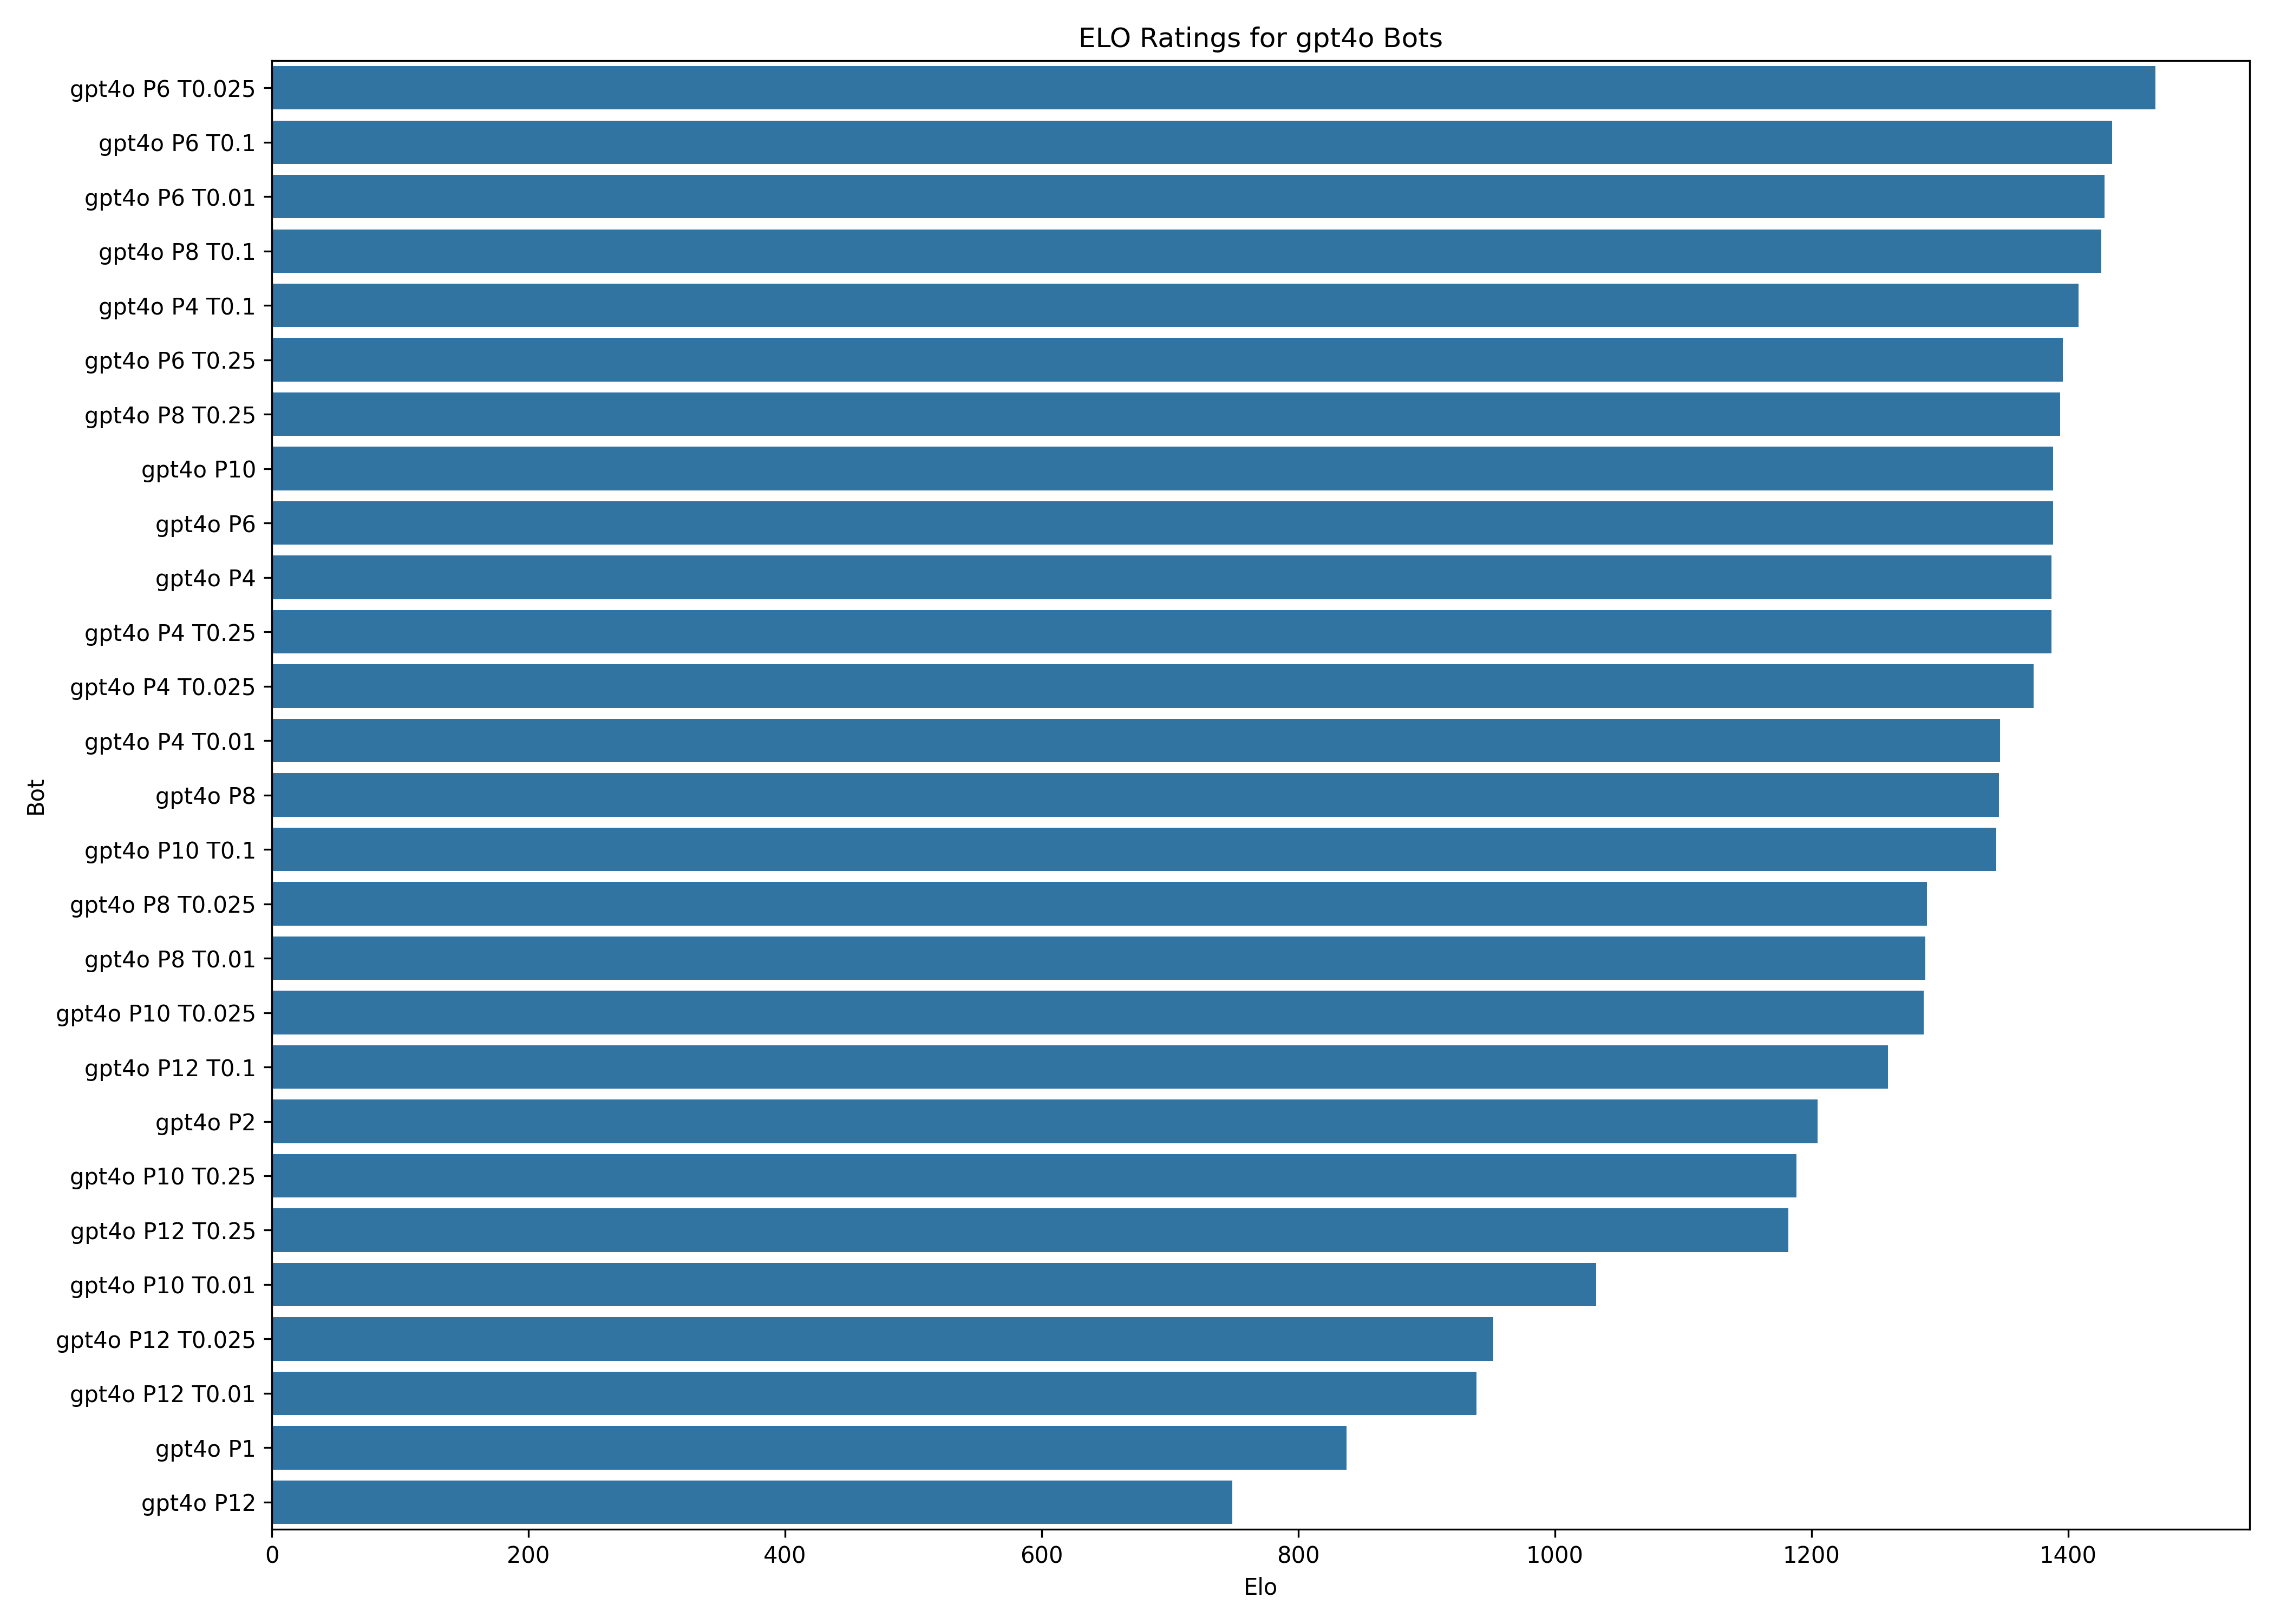 ELO Ratings for gpt4o Bots
gpt4o P6 T0.025
gpt4o P6 T0.1
gpt4o P6 T0.01
gpt4o P8 T0.1
gpt4o P4 T0.1
gpt4o P6 T0.25
gpt4o P8 T0.25
gpt4o P10
gpt4o P6
gpt4o P4
gpt4o P4 T0.25
gpt4o P4 T0.025
gpt4o P4 T0.01
gpt4o P8
gpt4o P10 T0.1
gpt4o P8 T0.025
gpt4o P8 T0.01
gpt4o P10 T0.025
gpt4o P12 T0.1
gpt4o P2
gpt4o P10 T0.25
gpt4o P12 T0.25
gpt4o P10 T0.01
gpt4o P12 T0.025
gpt4o P12 T0.01
gpt4o P1
gpt4o P12
Bot
0 200 400 600 800 1000 1200 1400
Elo